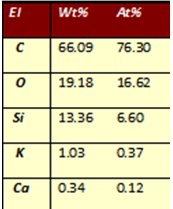 El Wt% At%
C 66.09 76.30
O 19.18 16.62
Si 13.36 6.60
K 1.03 0.37
Ca 0.34 0.12